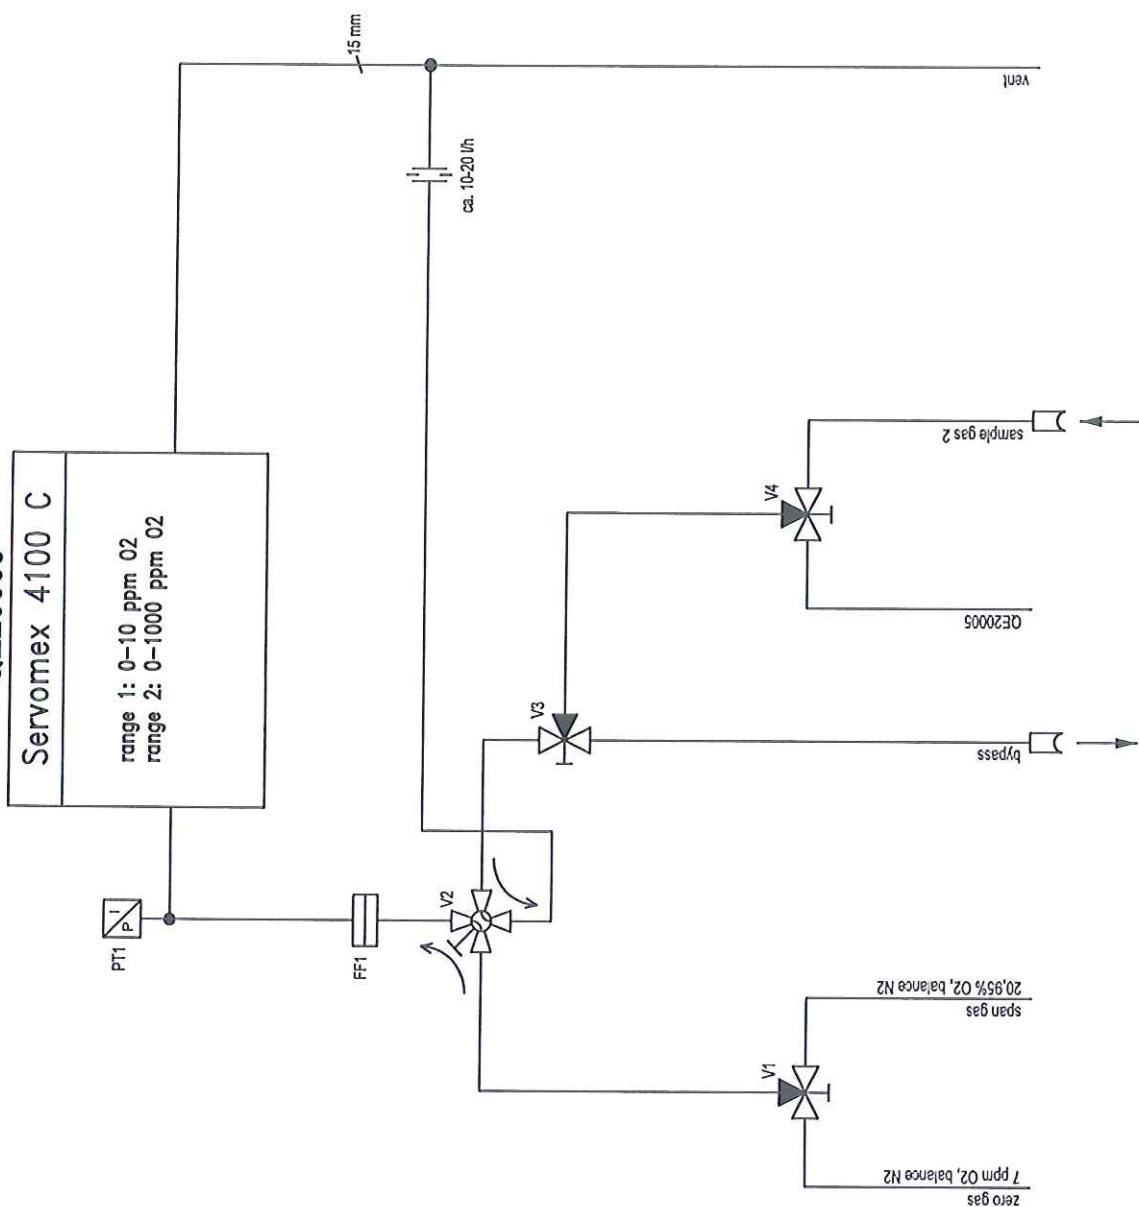 Servomex 4100 C
range 1: 0-10 ppm O2
range 2: 0-1000 ppm O2
15 mm
vent
ca. 10-20 l/h
PT1
P
I
FF1
V2
V3
V4
sample gas 2
QE20005
bypass
V1
20,95% O2, balance N2
span gas
7 ppm O2, balance N2
zero gas